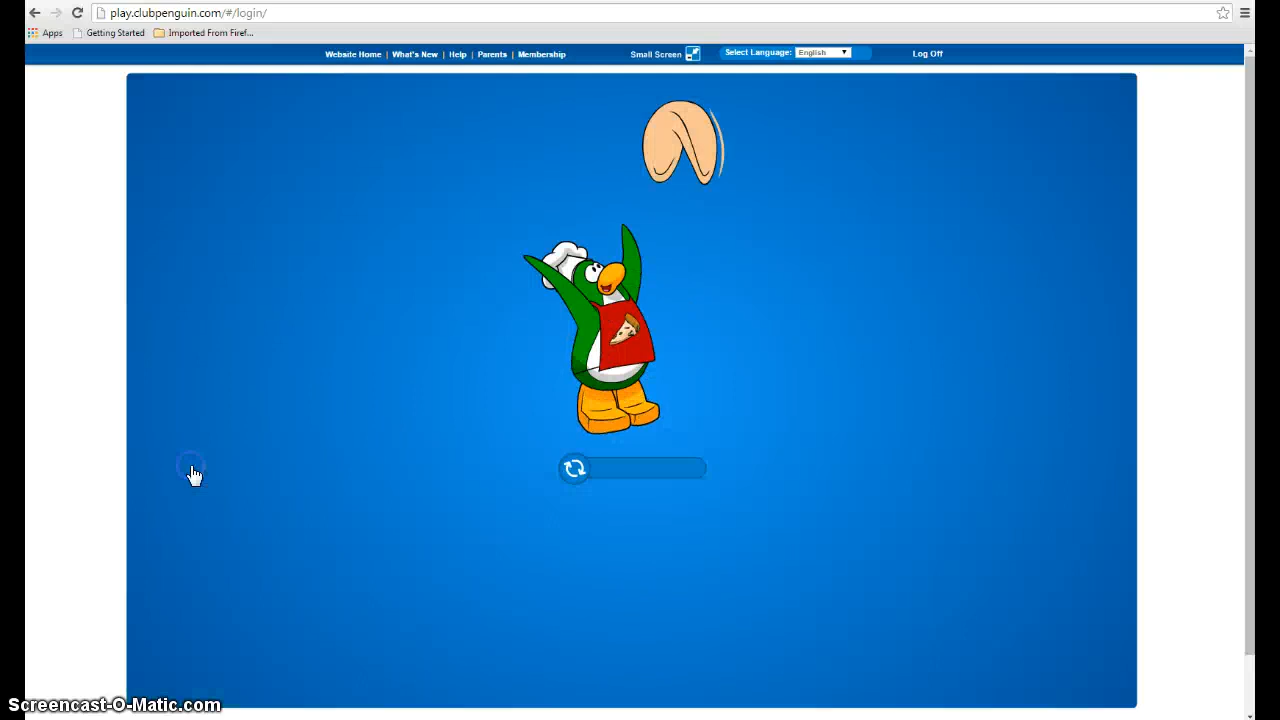 play.clubpenguin.com/#/login/
Apps Getting Started Imported From Firef...
Website Home | What's New | Help | Parents | Membership Small Screen Select Language: English Log Off
Screencast-O-Matic.com